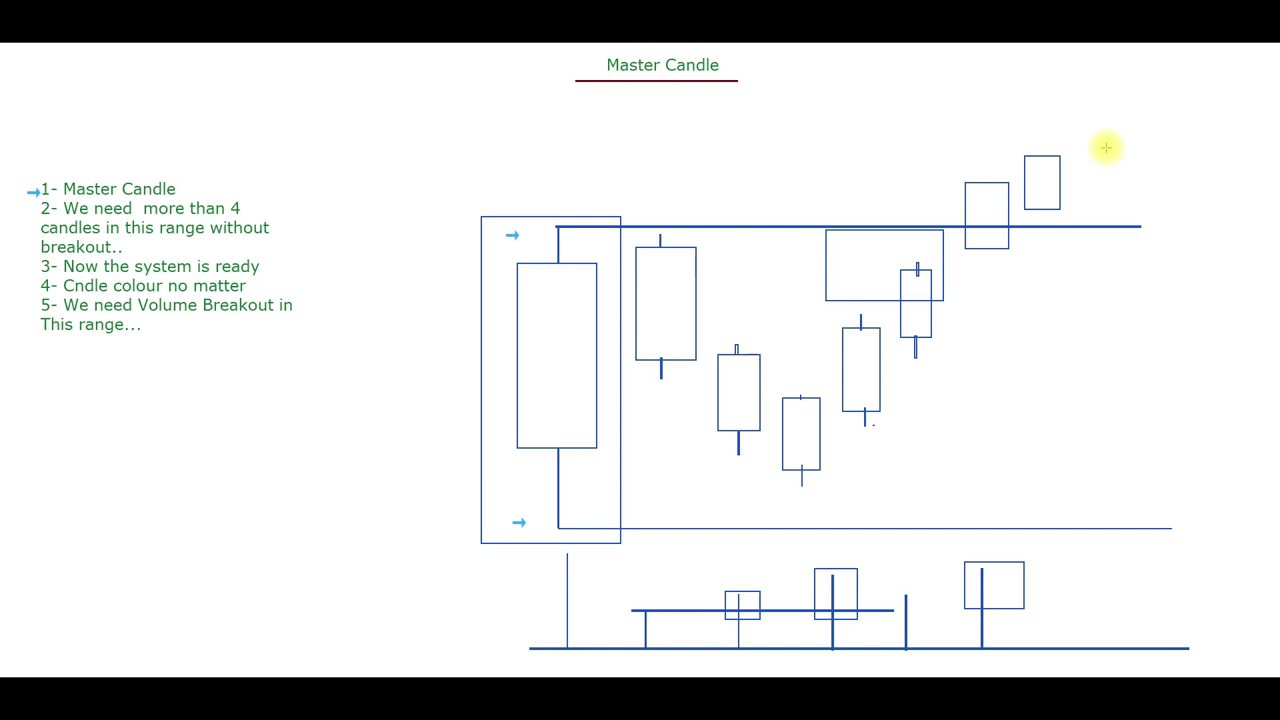 Master Candle
1- Master Candle
2- We need more than 4
candles in this range without
breakout..
3- Now the system is ready
4- Cndle colour no matter
5- We need Volume Breakout in
This range...